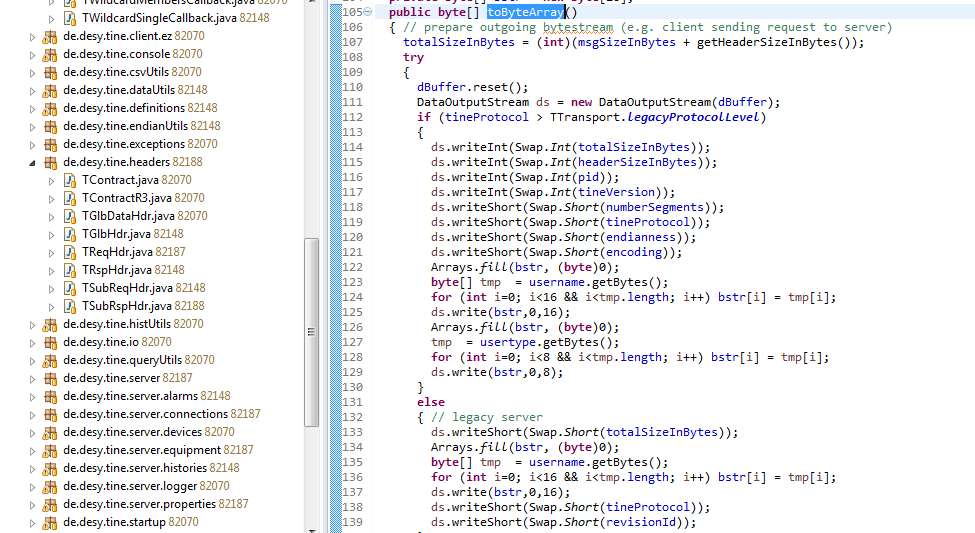 TWildcardMembersCallback.java 82070
TWildcardSingleCallback.java 82148
de.desy.tine.client.ez 82070
de.desy.tine.console 82070
de.desy.tine.csvUtils 82070
de.desy.tine.dataUtils 82148
de.desy.tine.definitions 82148
de.desy.tine.endianUtils 82148
de.desy.tine.exceptions 82070
de.desy.tine.headers 82188
TContract.java 82070
TContractR3.java 82070
TGlbDataHdr.java 82070
TGlbHdr.java 82148
TReqHdr.java 82187
TRspHdr.java 82148
TSubReqHdr.java 82148
TSubRspHdr.java 82188
de.desy.tine.histUtils 82070
de.desy.tine.io 82070
de.desy.tine.queryUtils 82070
de.desy.tine.server 82187
de.desy.tine.server.alarms 82148
de.desy.tine.server.connections 82187
de.desy.tine.server.devices 82070
de.desy.tine.server.equipment 82187
de.desy.tine.server.histories 82148
de.desy.tine.server.logger 82070
de.desy.tine.server.properties 82187
de.desy.tine.startup 82070
105 public byte[] toByteArray()
106 { // prepare outgoing bytestream (e.g. client sending request to server)
107 totalSizeInBytes = (int)(msgSizeInBytes + getHeaderSizeInBytes());
108 try
109 {
110 dBuffer.reset();
111 DataOutputStream ds = new DataOutputStream(dBuffer);
112 if (tineProtocol > TTransport.legacyProtocolLevel)
113 {
114 ds.writeInt(Swap.Int(totalSizeInBytes));
115 ds.writeInt(Swap.Int(headerSizeInBytes));
116 ds.writeInt(Swap.Int(pid));
117 ds.writeInt(Swap.Int(tineVersion));
118 ds.writeShort(Swap.Short(numberSegments));
119 ds.writeShort(Swap.Short(tineProtocol));
120 ds.writeShort(Swap.Short(endianness));
121 ds.writeShort(Swap.Short(encoding));
122 Arrays.fill(bstr, (byte)0);
123 byte[] tmp = username.getBytes();
124 for (int i=0; i<16 && i<tmp.length; i++) bstr[i] = tmp[i];
125 ds.write(bstr,0,16);
126 Arrays.fill(bstr, (byte)0);
127 tmp = usertype.getBytes();
128 for (int i=0; i<8 && i<tmp.length; i++) bstr[i] = tmp[i];
129 ds.write(bstr,0,8);
130 }
131 else
132 { // legacy server
133 ds.writeShort(Swap.Short(totalSizeInBytes));
134 Arrays.fill(bstr, (byte)0);
135 byte[] tmp = username.getBytes();
136 for (int i=0; i<16 && i<tmp.length; i++) bstr[i] = tmp[i];
137 ds.write(bstr,0,16);
138 ds.writeShort(Swap.Short(tineProtocol));
139 ds.writeShort(Swap.Short(revisionId));